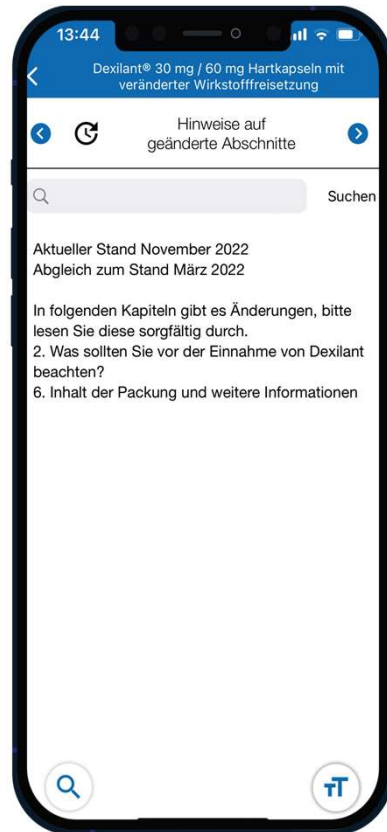 13:44
Dexilant® 30 mg / 60 mg Hartkapseln mit
veränderter Wirkstofffreisetzung
Hinweise auf
geänderte Abschnitte
Suchen
Aktueller Stand November 2022
Abgleich zum Stand März 2022
In folgenden Kapiteln gibt es Änderungen, bitte
lesen Sie diese sorgfältig durch.
2. Was sollten Sie vor der Einnahme von Dexilant
beachten?
6. Inhalt der Packung und weitere Informationen
TT